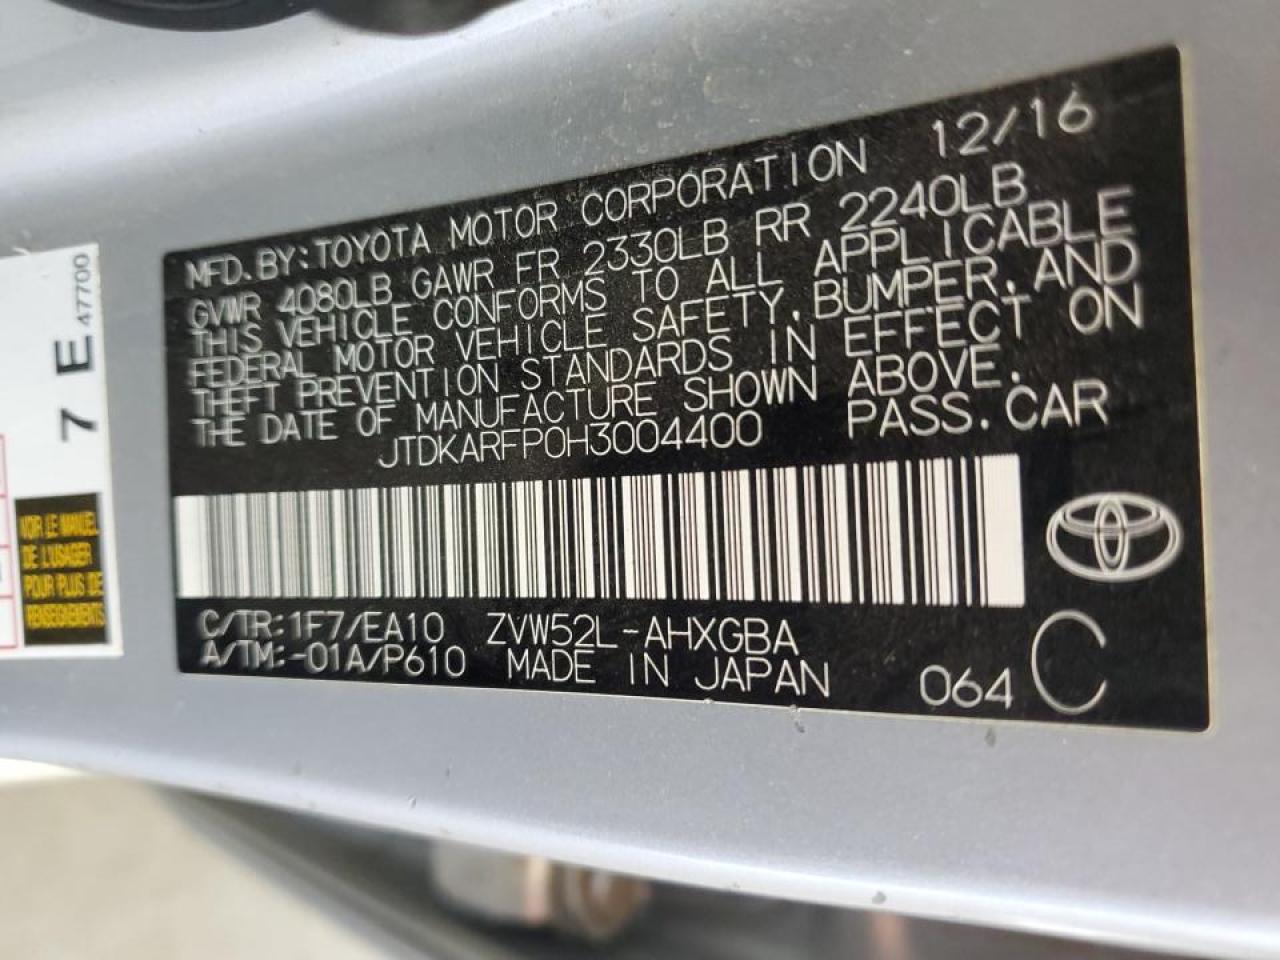 MFD. BY: TOYOTA MOTOR CORPORATION 12/16
GVWR 4080LB GAWR FR 2330LB RR 2240LB
THIS VEHICLE CONFORMS TO ALL APPLICABLE
FEDERAL MOTOR VEHICLE SAFETY, BUMPER, AND
THEFT PREVENTION STANDARDS IN EFFECT ON
THE DATE OF MANUFACTURE SHOWN ABOVE.
JTDKARFP0H3004400 PASS. CAR
C/TR: 1F7/EA10 ZVW52L-AHXGBA
A/TM: -01A/P610 MADE IN JAPAN
064 C
7 E 47700
VOIR LE MANUEL
DE L'USAGER
POUR PLUS DE
RENSEIGNEMENTS